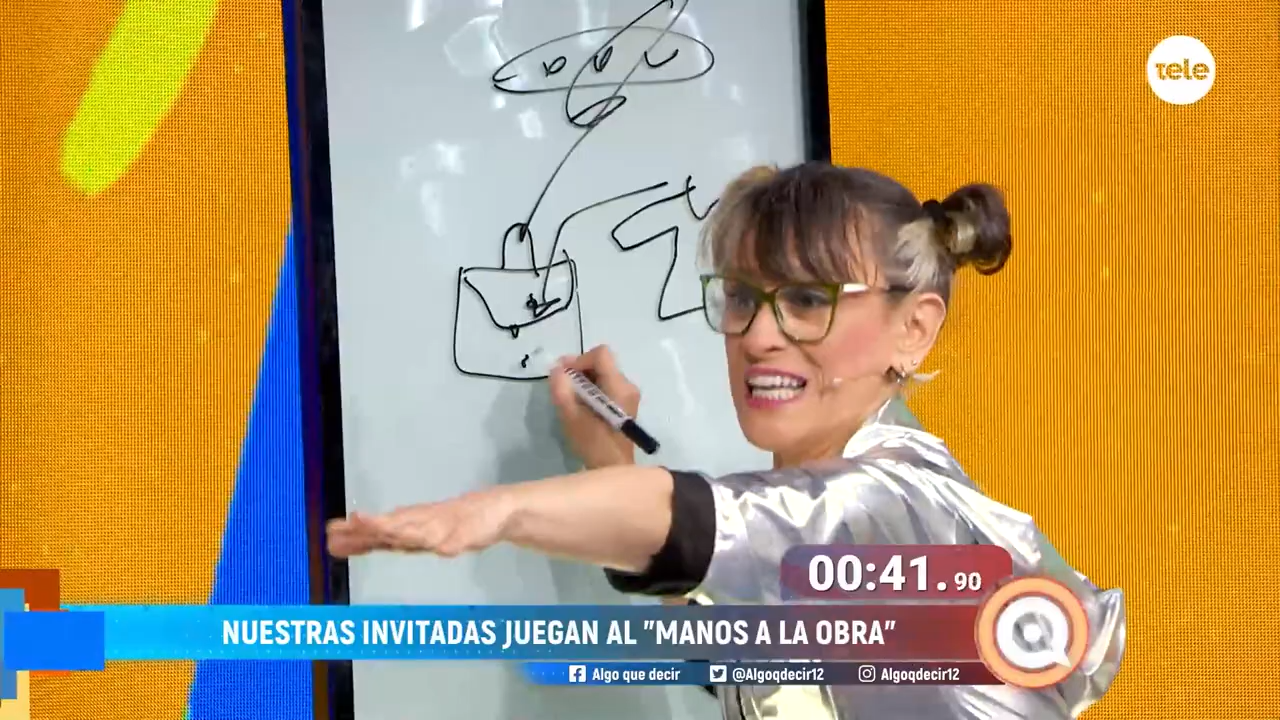 tele
00:41.90
NUESTRAS INVITADAS JUEGAN AL "MANOS A LA OBRA"
Algo que decir @Algoqdecir12 Algoqdecir12